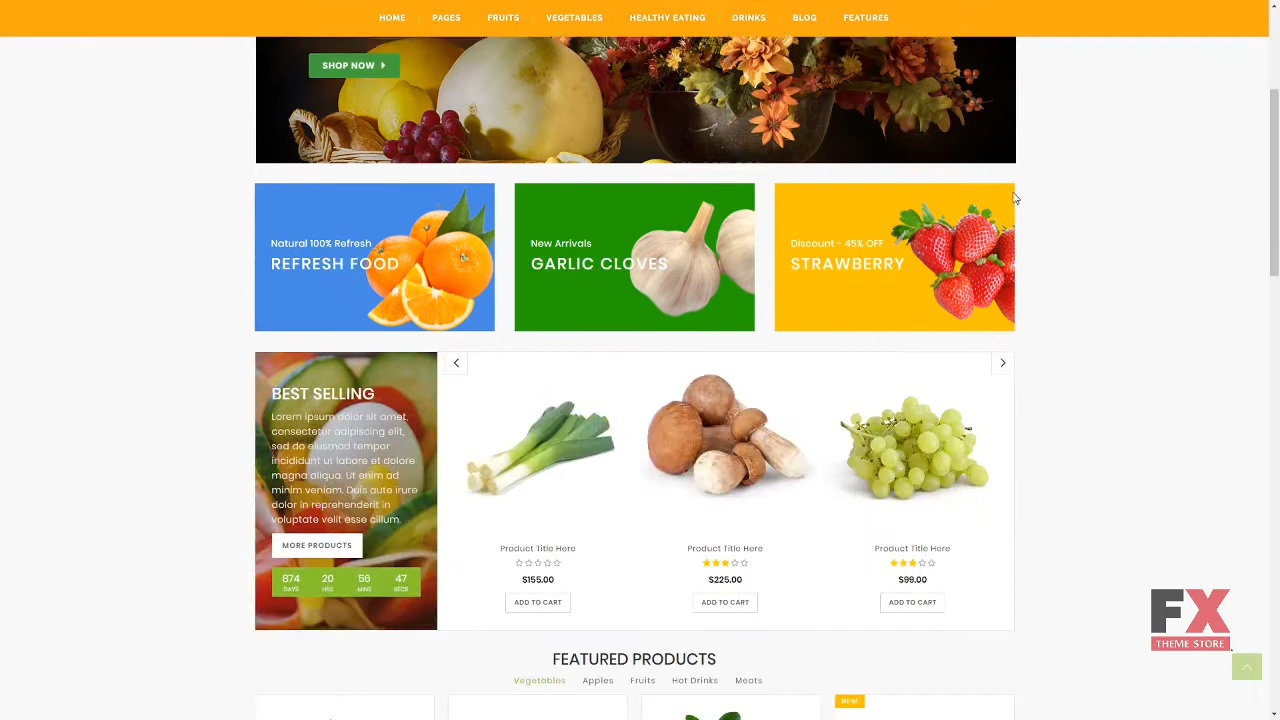 HOME PAGES FRUITS VEGETABLES HEALTHY EATING DRINKS BLOG FEATURES
SHOP NOW
Natural 100% Refresh
REFRESH FOOD
New Arrivals
GARLIC CLOVES
Discount - 45% OFF
STRAWBERRY
BEST SELLING
Lorem ipsum dolor sit amet,
consectetur adipiscing elit,
sed do eiusmod tempor
incididunt ut labore et dolore
magna aliqua. Ut enim ad
minim veniam. Duis aute irure
dolor in reprehenderit in
voluptate velit esse cillum.
MORE PRODUCTS
874 20 56 47
DAYS HRS MINS SECS
Product Title Here
$155.00
ADD TO CART
Product Title Here
$225.00
ADD TO CART
Product Title Here
$99.00
ADD TO CART
FEATURED PRODUCTS
Vegetables Apples Fruits Hot Drinks Meats
NEW
FX
THEME STORE